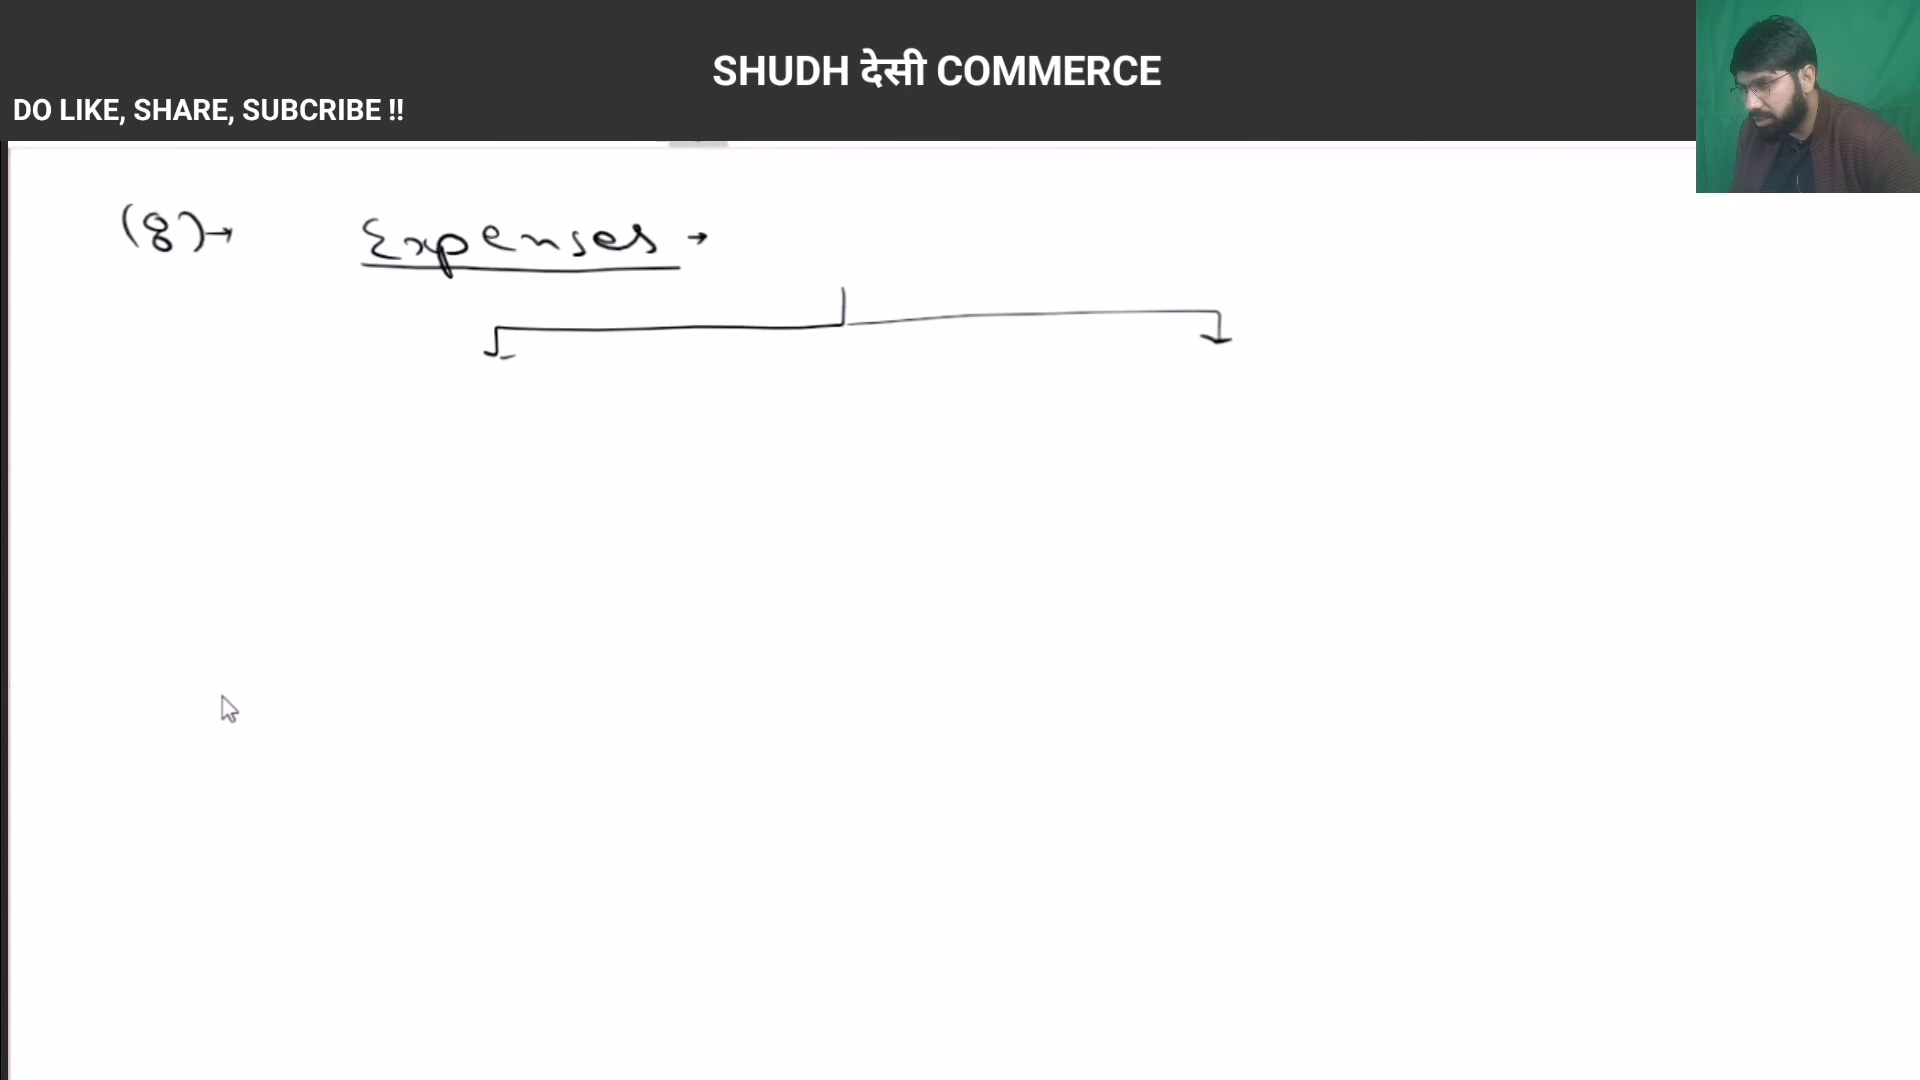 SHUDH देसी COMMERCE
DO LIKE, SHARE, SUBCRIBE !!
(8)→ Expenses →